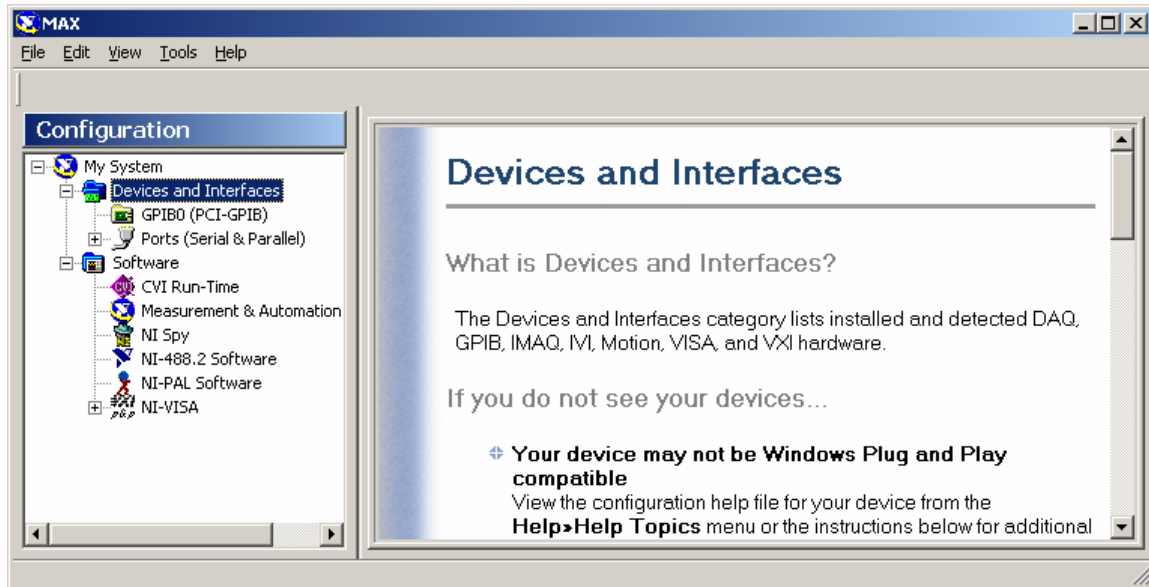 MAX
File Edit View Tools Help
Configuration
My System
Devices and Interfaces
GPIB0 (PCI-GPIB)
Ports (Serial & Parallel)
Software
CVI Run-Time
Measurement & Automation
NI Spy
NI-488.2 Software
NI-PAL Software
NI-VISA
Devices and Interfaces
What is Devices and Interfaces?
The Devices and Interfaces category lists installed and detected DAQ,
GPIB, IMAQ, IVI, Motion, VISA, and VXI hardware.
If you do not see your devices...
Your device may not be Windows Plug and Play
compatible
View the configuration help file for your device from the
Help»Help Topics menu or the instructions below for additional